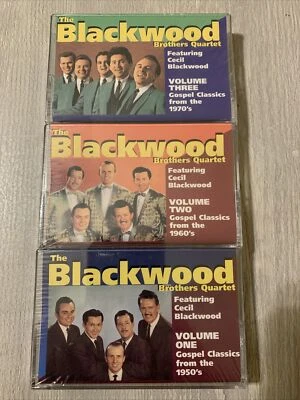 The
Blackwood
Brothers Quartet
Featuring
Cecil
Blackwood
VOLUME
THREE
Gospel Classics
from the
1970's
The
Blackwood
Brothers Quartet
Featuring
Cecil
Blackwood
VOLUME
TWO
Gospel Classics
from the
1960's
The
Blackwood
Brothers Quartet
Featuring
Cecil
Blackwood
VOLUME
ONE
Gospel Classics
from the
1950's